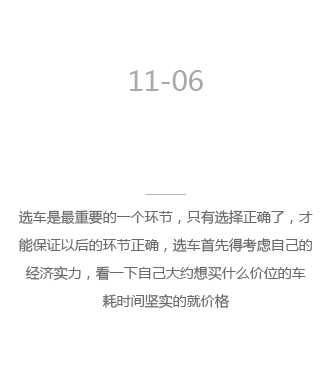 11-06
选车是最重要的一个环节，只有选择正确了，才
能保证以后的环节正确，选车首先得考虑自己的
经济实力，看一下自己大约想买什么价位的车
耗时间坚实的就价格